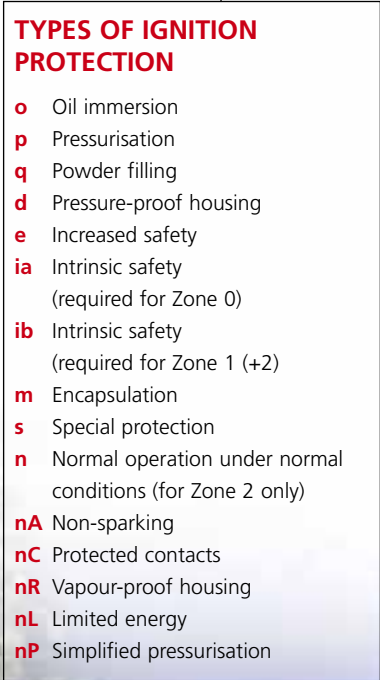 TYPES OF IGNITION
PROTECTION
o Oil immersion
p Pressurisation
q Powder filling
d Pressure-proof housing
e Increased safety
ia Intrinsic safety
(required for Zone 0)
ib Intrinsic safety
(required for Zone 1 (+2)
m Encapsulation
s Special protection
n Normal operation under normal
conditions (for Zone 2 only)
nA Non-sparking
nC Protected contacts
nR Vapour-proof housing
nL Limited energy
nP Simplified pressurisation